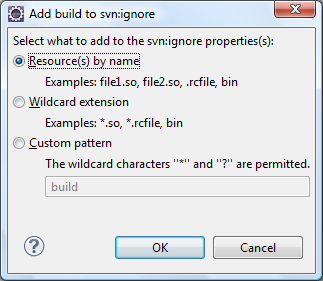 Add build to svn:ignore
Select what to add to the svn:ignore properties(s):
Resource(s) by name
Examples: file1.so, file2.so, .rcfile, bin
Wildcard extension
Examples: *.so, *.rcfile, bin
Custom pattern
The wildcard characters "*" and "?" are permitted.
build
?
OK Cancel